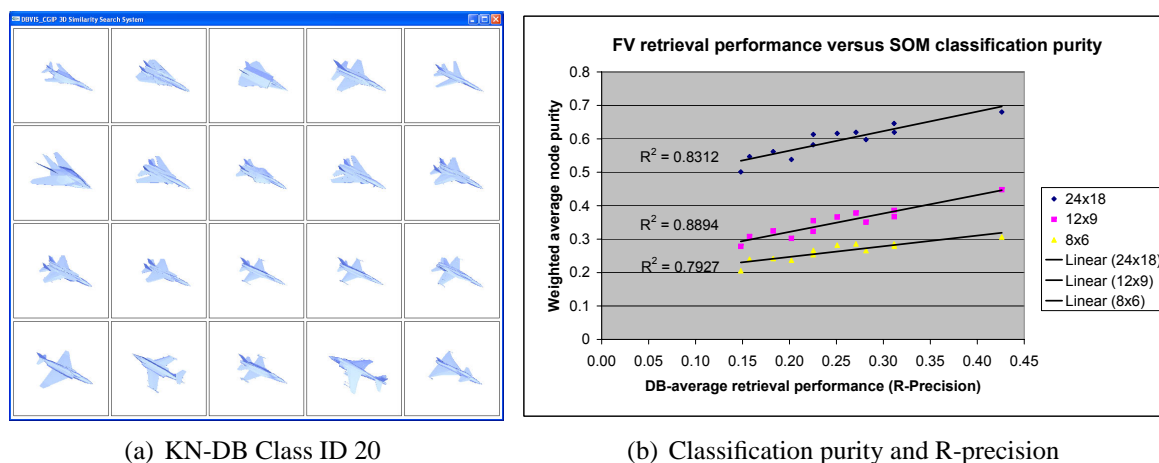 DBVIS_CGIP 3D Similarity Search System
(a) KN-DB Class ID 20
FV retrieval performance versus SOM classification purity
Weighted average node purity
0.8
0.7
0.6
0.5
0.4
0.3
0.2
0.1
0
R² = 0.8312
R² = 0.8894
R² = 0.7927
0.00 0.05 0.10 0.15 0.20 0.25 0.30 0.35 0.40 0.45
DB-average retrieval performance (R-Precision)
24x18
12x9
8x6
Linear (24x18)
Linear (12x9)
Linear (8x6)
(b) Classification purity and R-precision